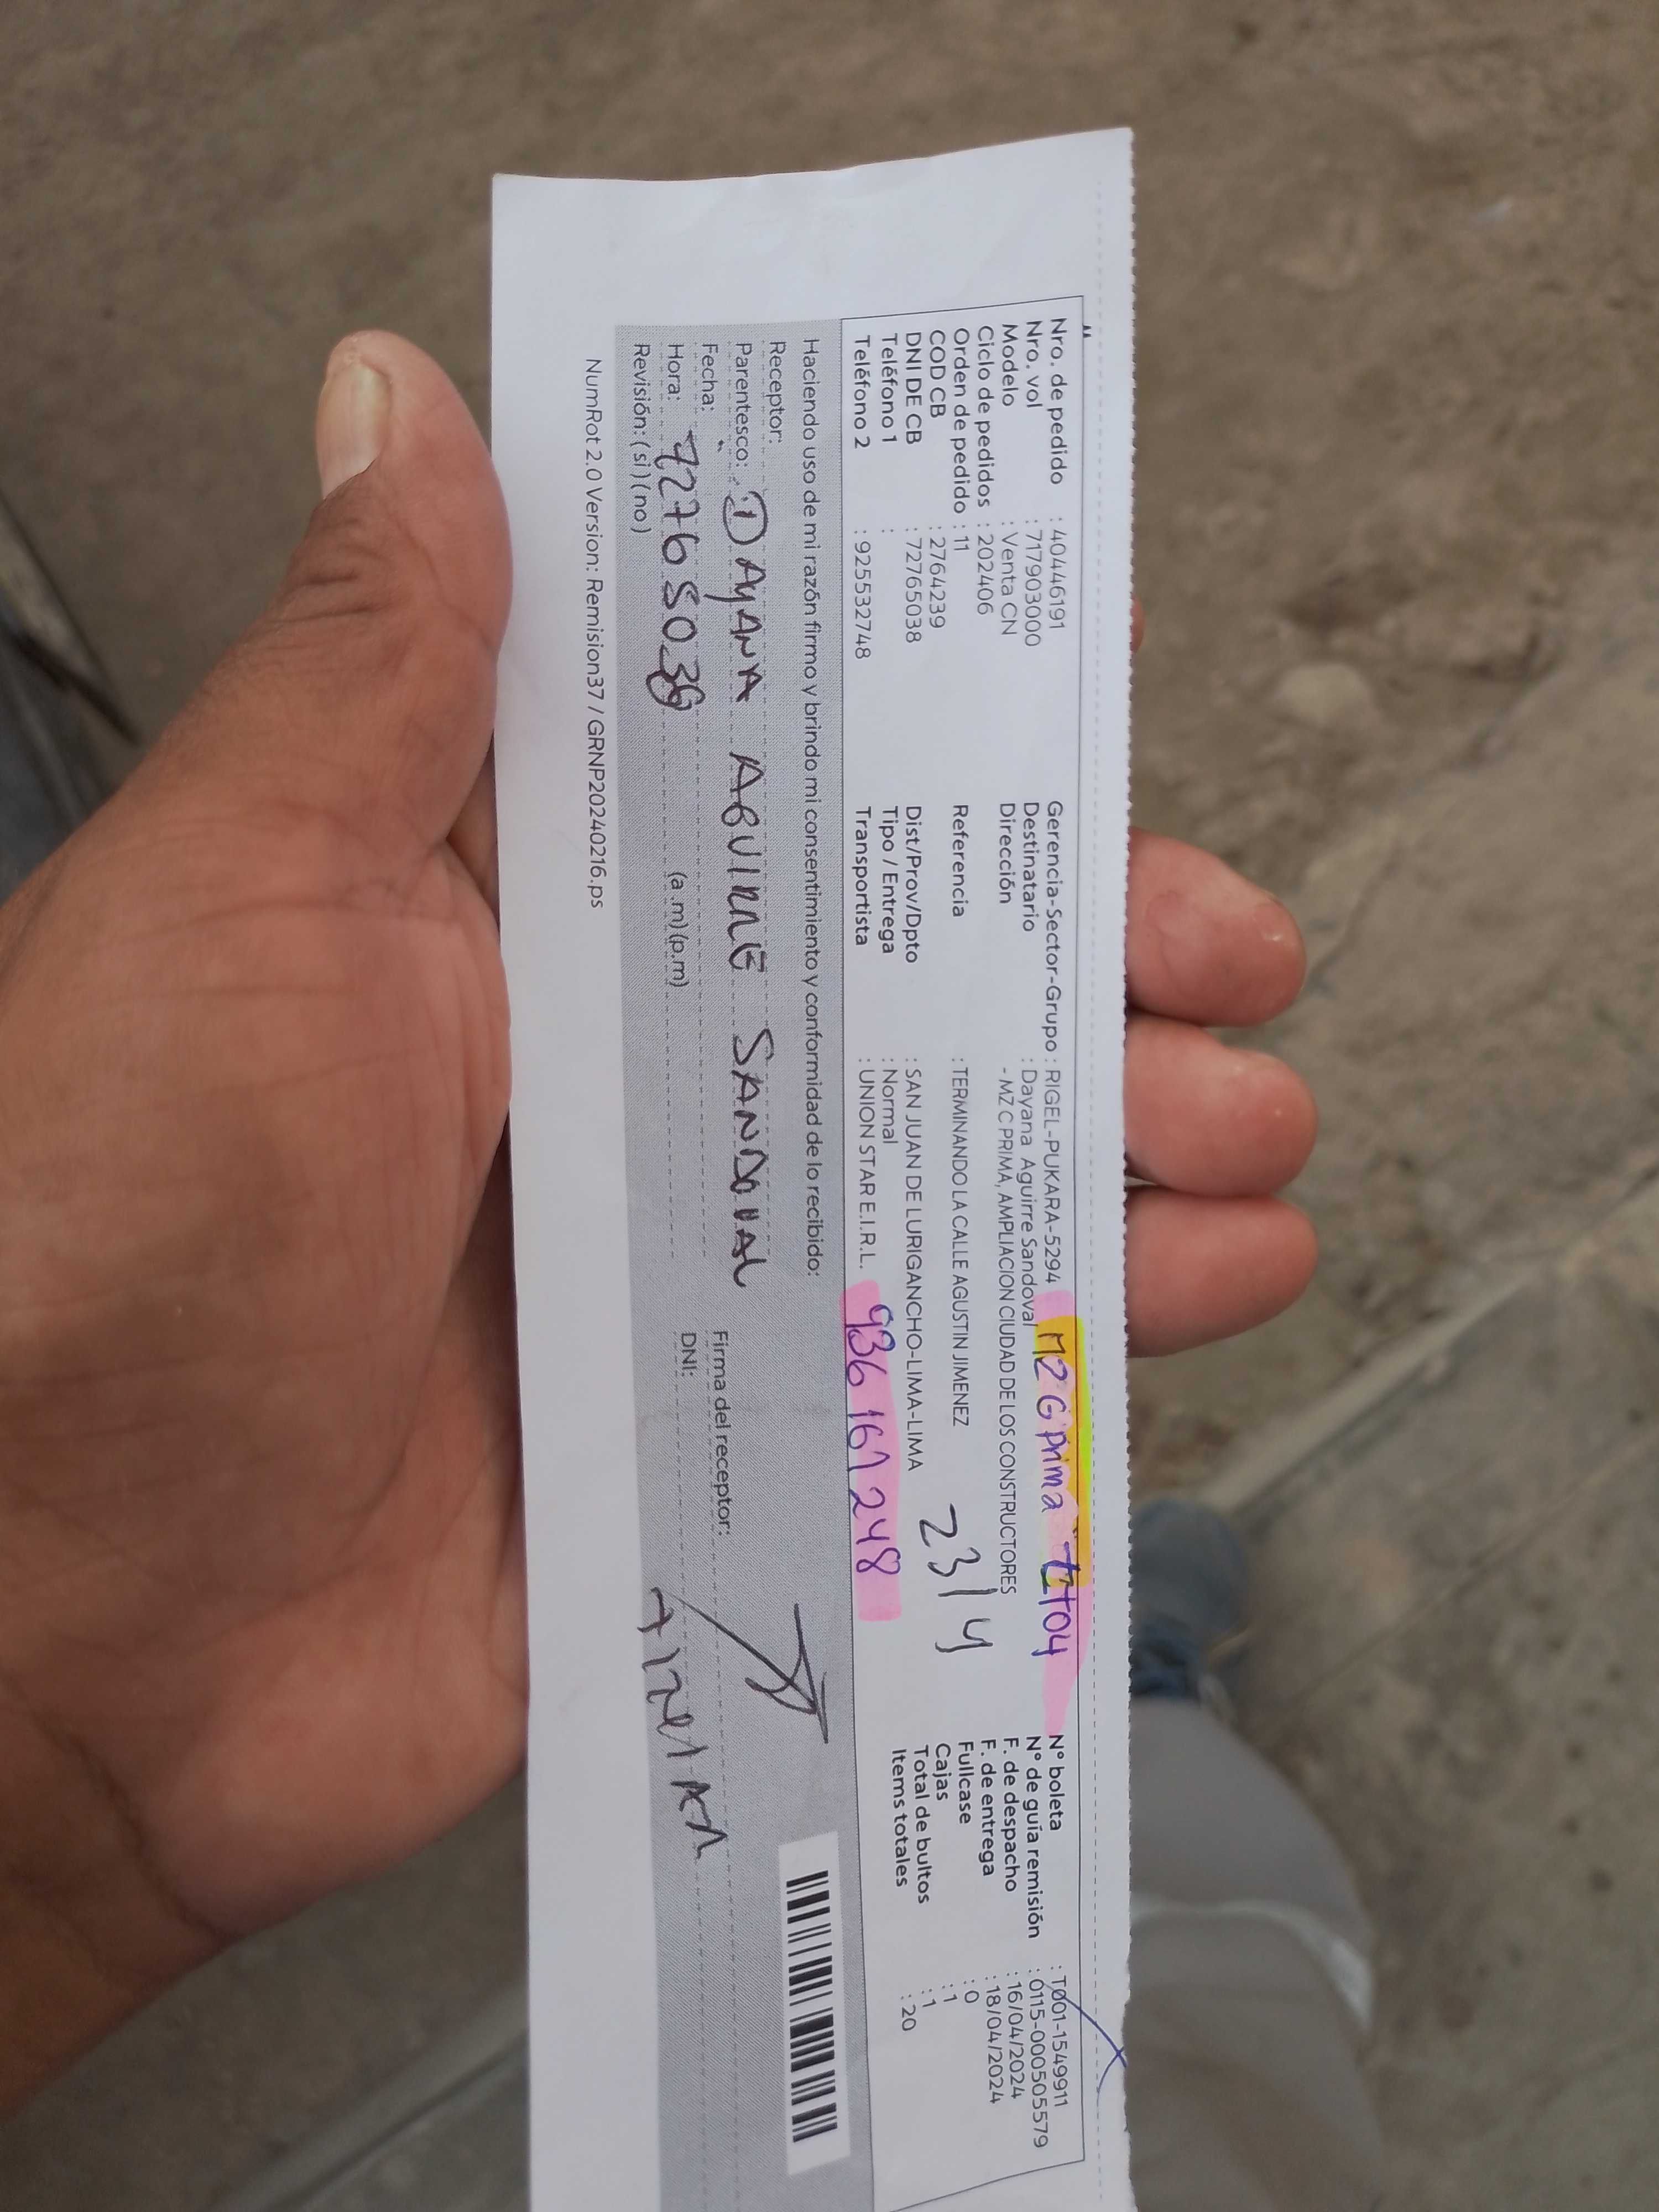 Nro. de pedido : 40446191
Nro. vol : 717903000
Modelo : Venta CN
Ciclo de pedidos : 202406
Orden de pedido : 11
COD CB : 2764239
DNI DE CB : 72765038
Teléfono 1 :
Teléfono 2 : 925532748
Gerencia-Sector-Grupo : RIGEL-PUKARA-5294
Destinatario : Dayana Aguirre Sandoval
Dirección - MZ C PRIMA, AMPLIACION CIUDAD DE LOS CONSTRUCTORES
Referencia : TERMINANDO LA CALLE AGUSTIN JIMENEZ
Dist/Prov/Dpto : SAN JUAN DE LURIGANCHO-LIMA-LIMA
Tipo / Entrega : Normal
Transportista : UNION STAR E.I.R.L.
MZ G prima LT04
23/4
936 167 248
N° boleta : T001-1549911
N° de guía remisión : 0115-000505579
F. de despacho : 16/04/2024
F. de entrega : 18/04/2024
Fullcase : 0
Cajas : 1
Total de bultos : 1
Items totales : 20
Haciendo uso de mi razón firmo y brindo mi consentimiento y conformidad de lo recibido:
Receptor:
Parentesco: DAYANA AGUIRRE SANDOVAL
Fecha:
Hora: 72765038 (a.m) (p.m)
Revisión: (si) (no)
Firma del receptor:
DNI:
NumRot 2.0 Version: Remision37 / GRNP20240216.ps